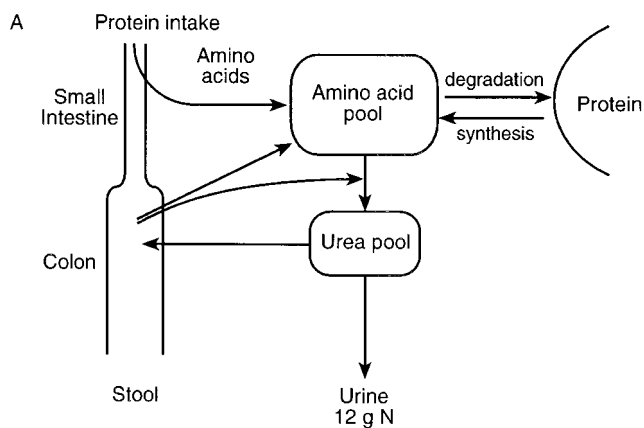 A
Protein intake
Amino
acids
Small
Intestine
Amino acid
pool
degradation
synthesis
Protein
Urea pool
Colon
Stool
Urine
12 g N